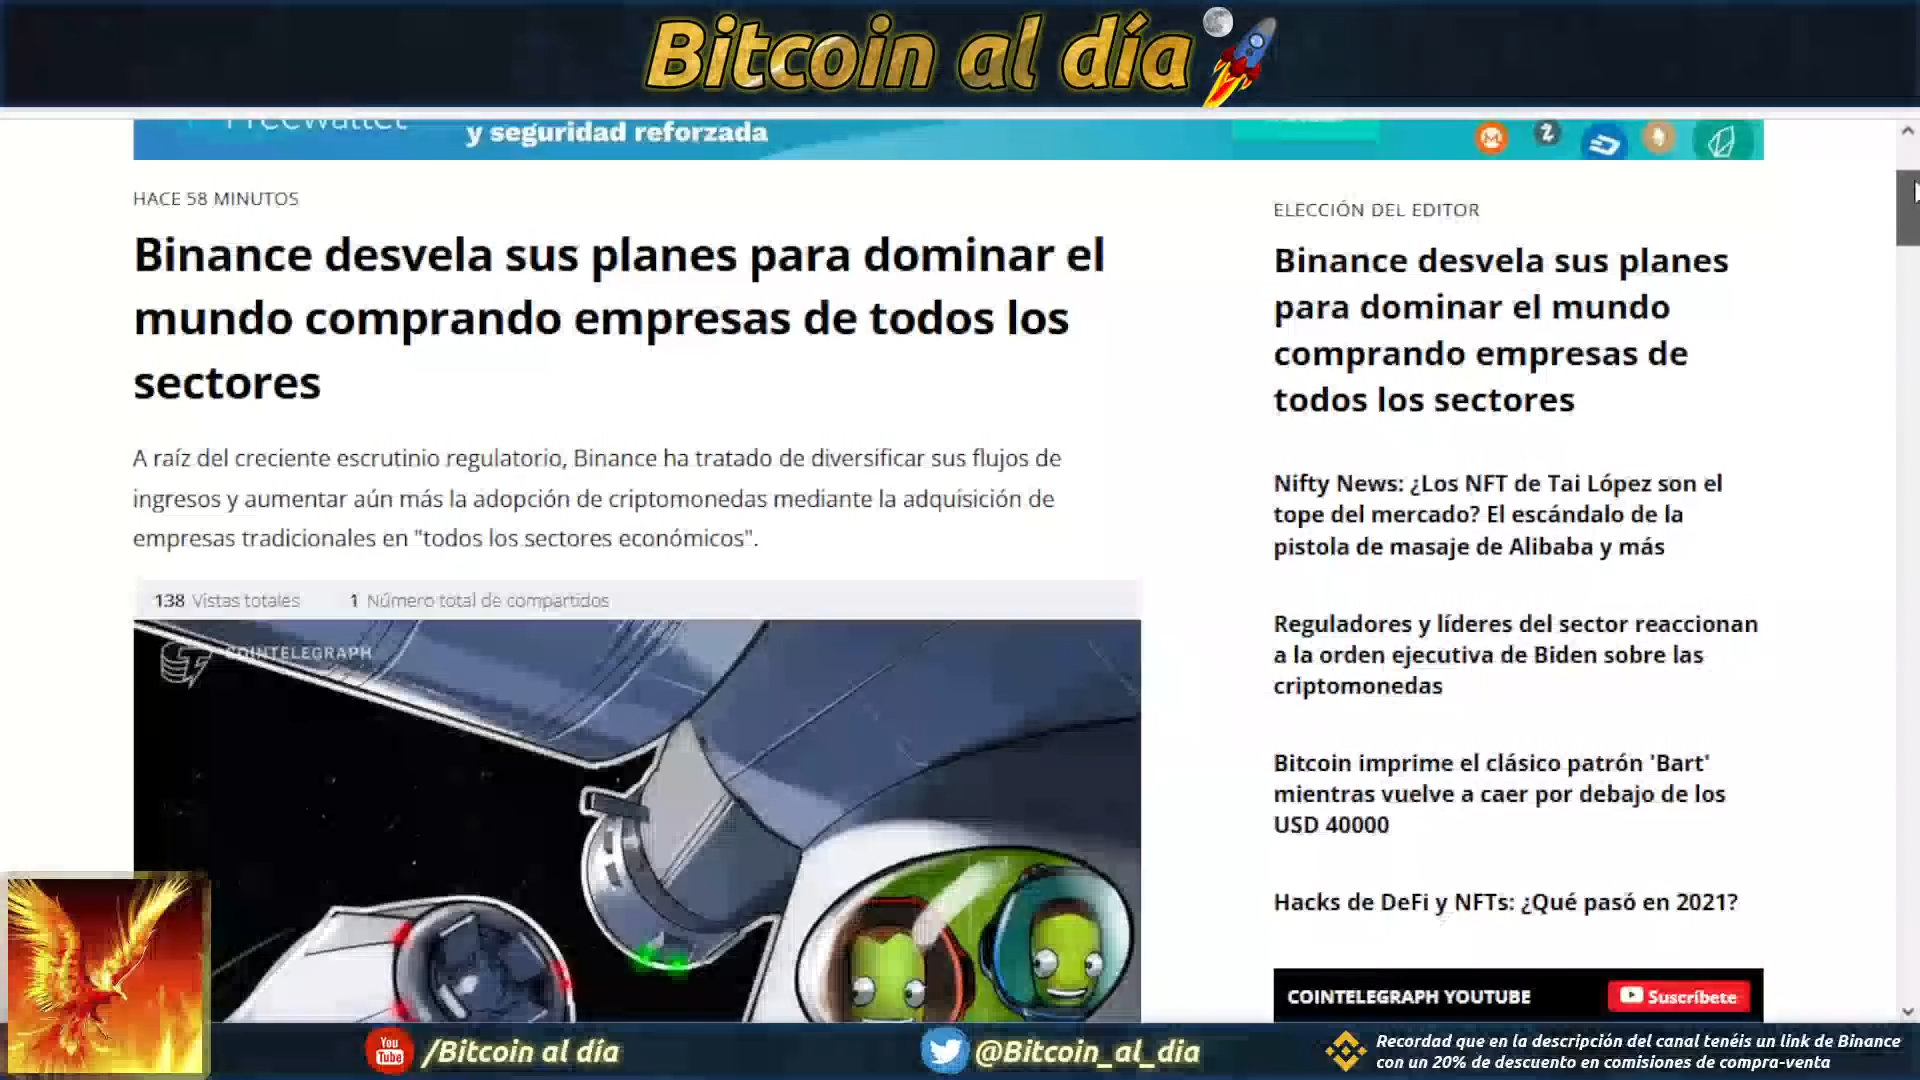 Bitcoin al día
Freewallet
y seguridad reforzada
HACE 58 MINUTOS
Binance desvela sus planes para dominar el
mundo comprando empresas de todos los
sectores
A raíz del creciente escrutinio regulatorio, Binance ha tratado de diversificar sus flujos de
ingresos y aumentar aún más la adopción de criptomonedas mediante la adquisición de
empresas tradicionales en "todos los sectores económicos".
138 Vistas totales 1 Número total de compartidos
COINTELEGRAPH
ELECCIÓN DEL EDITOR
Binance desvela sus planes
para dominar el mundo
comprando empresas de
todos los sectores
Nifty News: ¿Los NFT de Tai López son el
tope del mercado? El escándalo de la
pistola de masaje de Alibaba y más
Reguladores y líderes del sector reaccionan
a la orden ejecutiva de Biden sobre las
criptomonedas
Bitcoin imprime el clásico patrón 'Bart'
mientras vuelve a caer por debajo de los
USD 40000
Hacks de DeFi y NFTs: ¿Qué pasó en 2021?
COINTELEGRAPH YOUTUBE Suscríbete
You
Tube
/Bitcoin al día
@Bitcoin_al_dia
Recordad que en la descripción del canal tenéis un link de Binance
con un 20% de descuento en comisiones de compra-venta